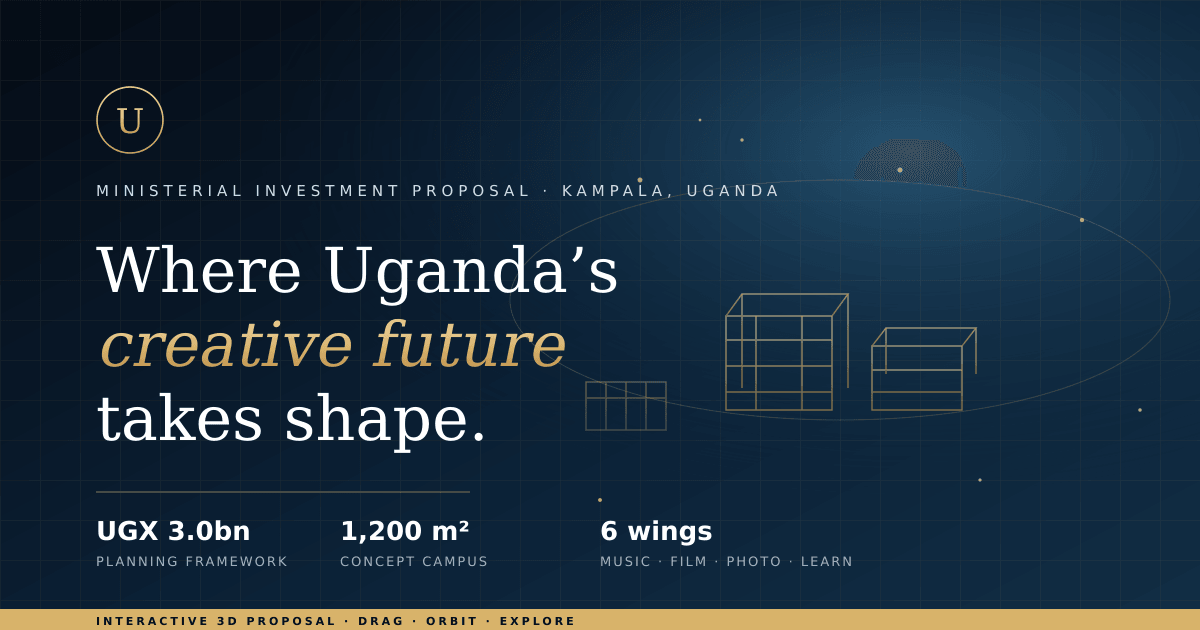 U
MINISTERIAL INVESTMENT PROPOSAL · KAMPALA, UGANDA
Where Uganda’s
creative future
takes shape.
UGX 3.0bn
PLANNING FRAMEWORK
1,200 m²
CONCEPT CAMPUS
6 wings
MUSIC · FILM · PHOTO · LEARN
INTERACTIVE 3D PROPOSAL · DRAG · ORBIT · EXPLORE